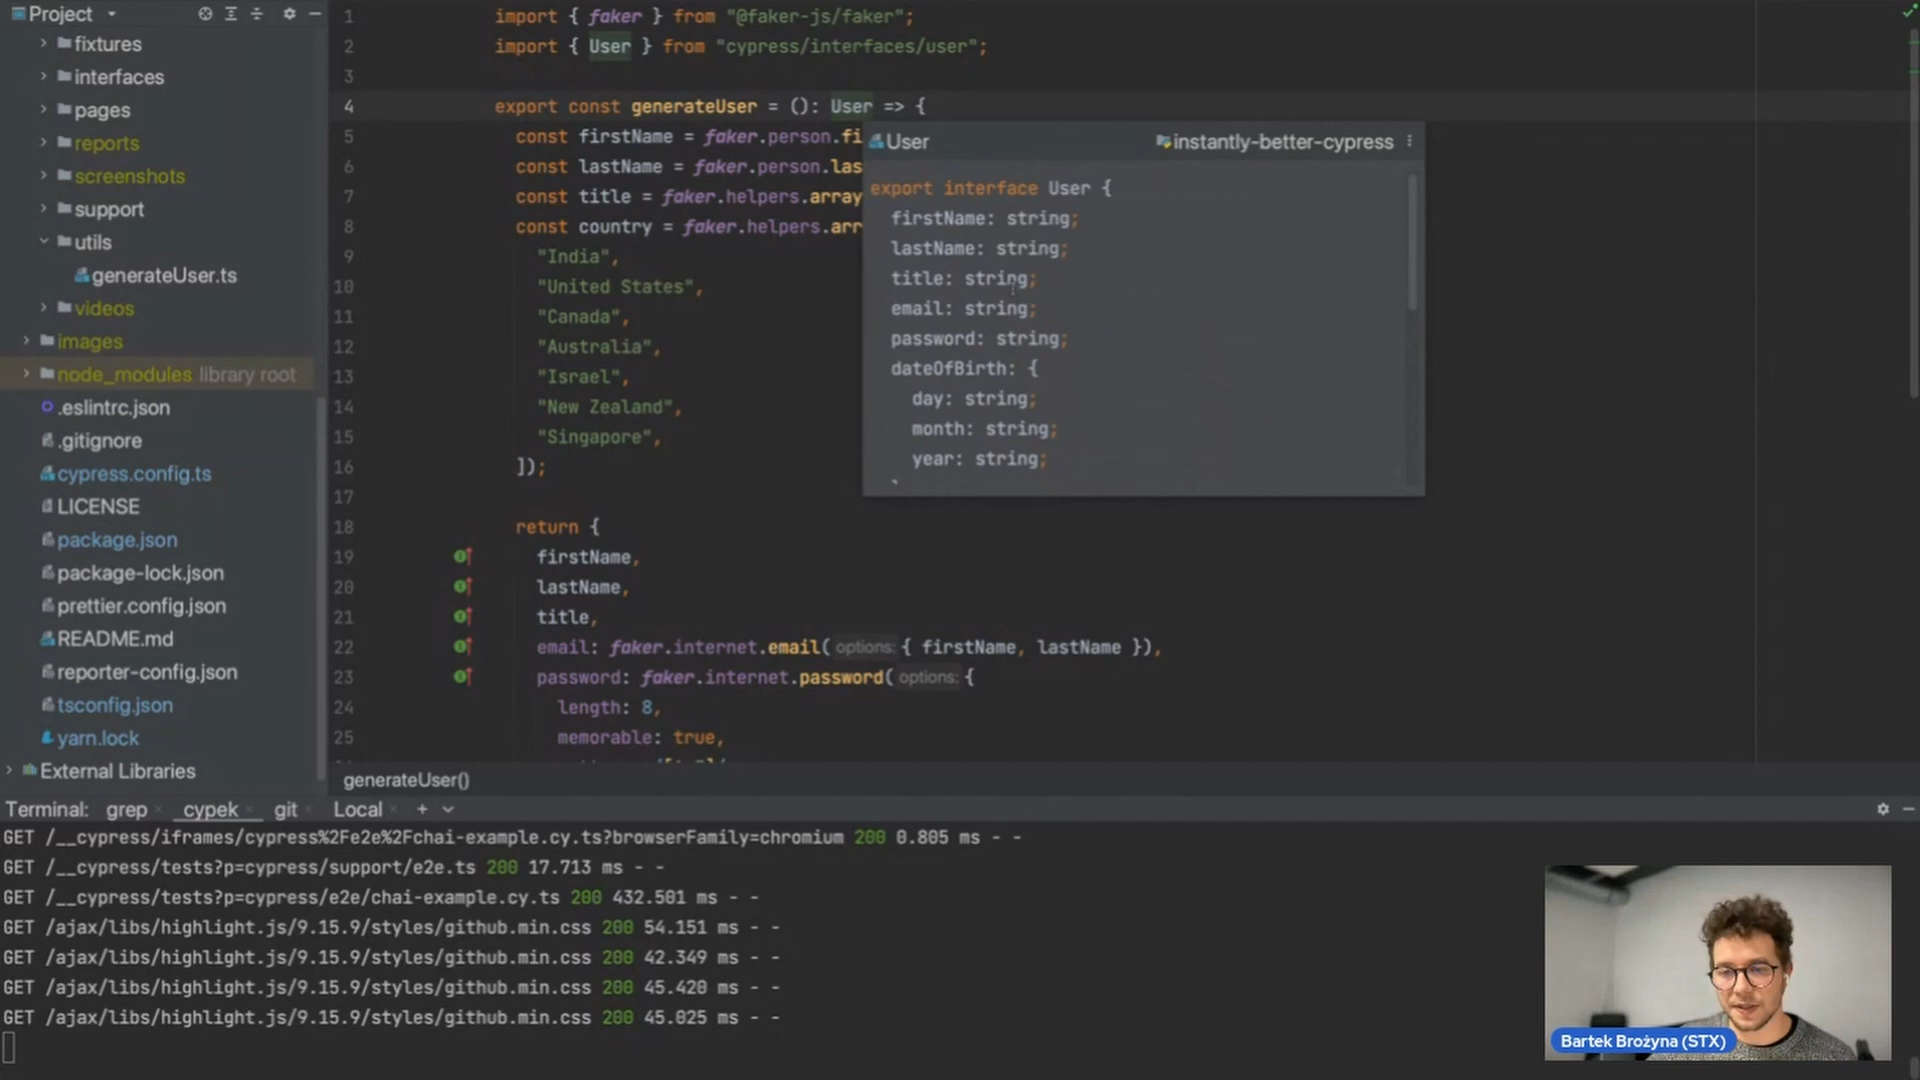 Project
fixtures
interfaces
pages
reports
screenshots
support
utils
generateUser.ts
videos
images
node_modules library root
.eslintrc.json
.gitignore
cypress.config.ts
LICENSE
package.json
package-lock.json
prettier.config.json
README.md
reporter-config.json
tsconfig.json
yarn.lock
External Libraries
1 import { faker } from "@faker-js/faker";
2 import { User } from "cypress/interfaces/user";
3
4 export const generateUser = (): User => {
5 const firstName = faker.person.fi
6 const lastName = faker.person.las
7 const title = faker.helpers.array
8 const country = faker.helpers.arr
9 "India",
10 "United States",
11 "Canada",
12 "Australia",
13 "Israel",
14 "New Zealand",
15 "Singapore",
16 ]);
17
18 return {
19 firstName,
20 lastName,
21 title,
22 email: faker.internet.email( options: { firstName, lastName }),
23 password: faker.internet.password( options: {
24 length: 8,
25 memorable: true,
User instantly-better-cypress
export interface User {
firstName: string;
lastName: string;
title: string;
email: string;
password: string;
dateOfBirth: {
day: string;
month: string;
year: string;
generateUser()
Terminal: grep × cypek × git × Local × +
GET /__cypress/iframes/cypress%2Fe2e%2Fchai-example.cy.ts?browserFamily=chromium 200 0.805 ms - -
GET /__cypress/tests?p=cypress/support/e2e.ts 200 17.713 ms - -
GET /__cypress/tests?p=cypress/e2e/chai-example.cy.ts 200 432.501 ms - -
GET /ajax/libs/highlight.js/9.15.9/styles/github.min.css 200 54.151 ms - -
GET /ajax/libs/highlight.js/9.15.9/styles/github.min.css 200 42.349 ms - -
GET /ajax/libs/highlight.js/9.15.9/styles/github.min.css 200 45.420 ms - -
GET /ajax/libs/highlight.js/9.15.9/styles/github.min.css 200 45.025 ms - -
Bartek Brożyna (STX)